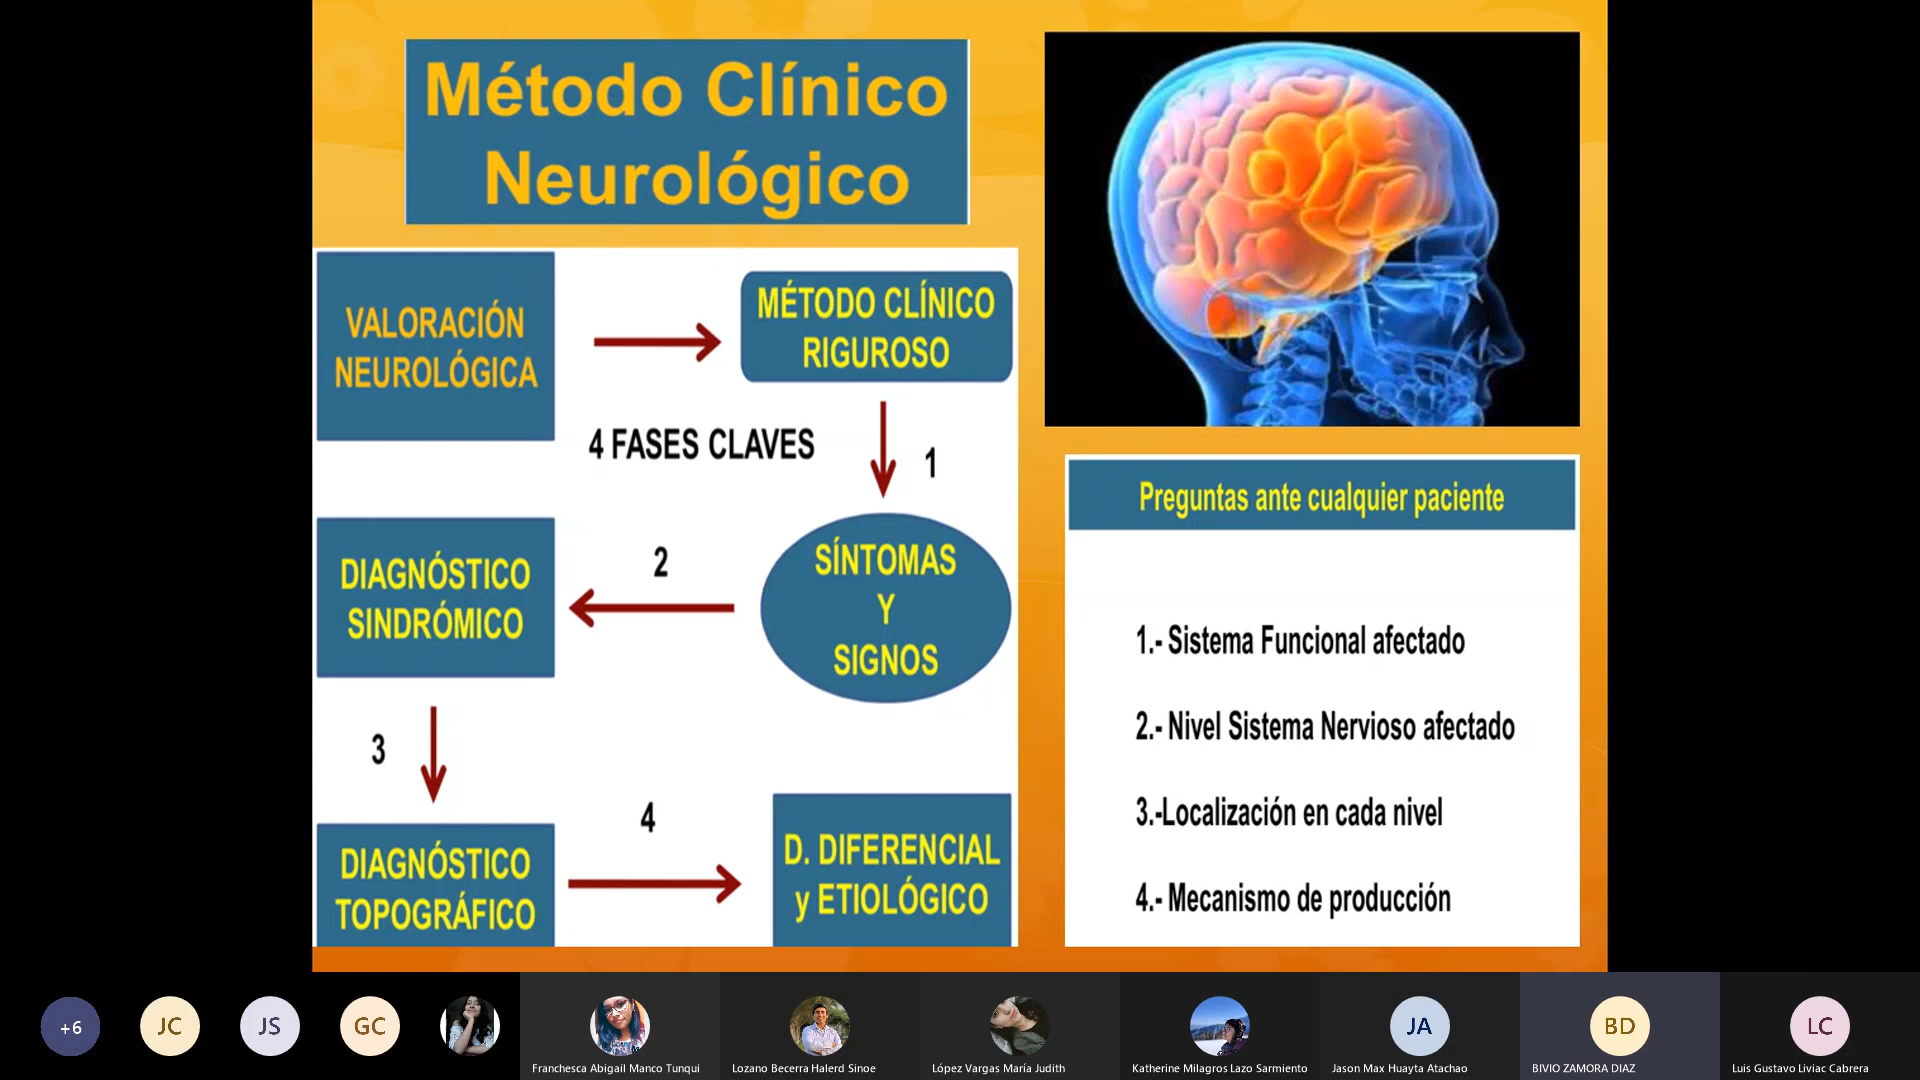 Método Clínico
Neurológico
VALORACIÓN
NEUROLÓGICA
MÉTODO CLÍNICO
RIGUROSO
4 FASES CLAVES
1
SÍNTOMAS
Y
SIGNOS
2
DIAGNÓSTICO
SINDRÓMICO
3
DIAGNÓSTICO
TOPOGRÁFICO
4
D. DIFERENCIAL
y ETIOLÓGICO
Preguntas ante cualquier paciente
1.- Sistema Funcional afectado
2.- Nivel Sistema Nervioso afectado
3.-Localización en cada nivel
4.- Mecanismo de producción
+6
JC
JS
GC
Franchesca Abigail Manco Tunqui
Lozano Becerra Halerd Sinoe
López Vargas María Judith
Katherine Milagros Lazo Sarmiento
JA
Jason Max Huayta Atachao
BD
BIVIO ZAMORA DIAZ
LC
Luis Gustavo Liviac Cabrera